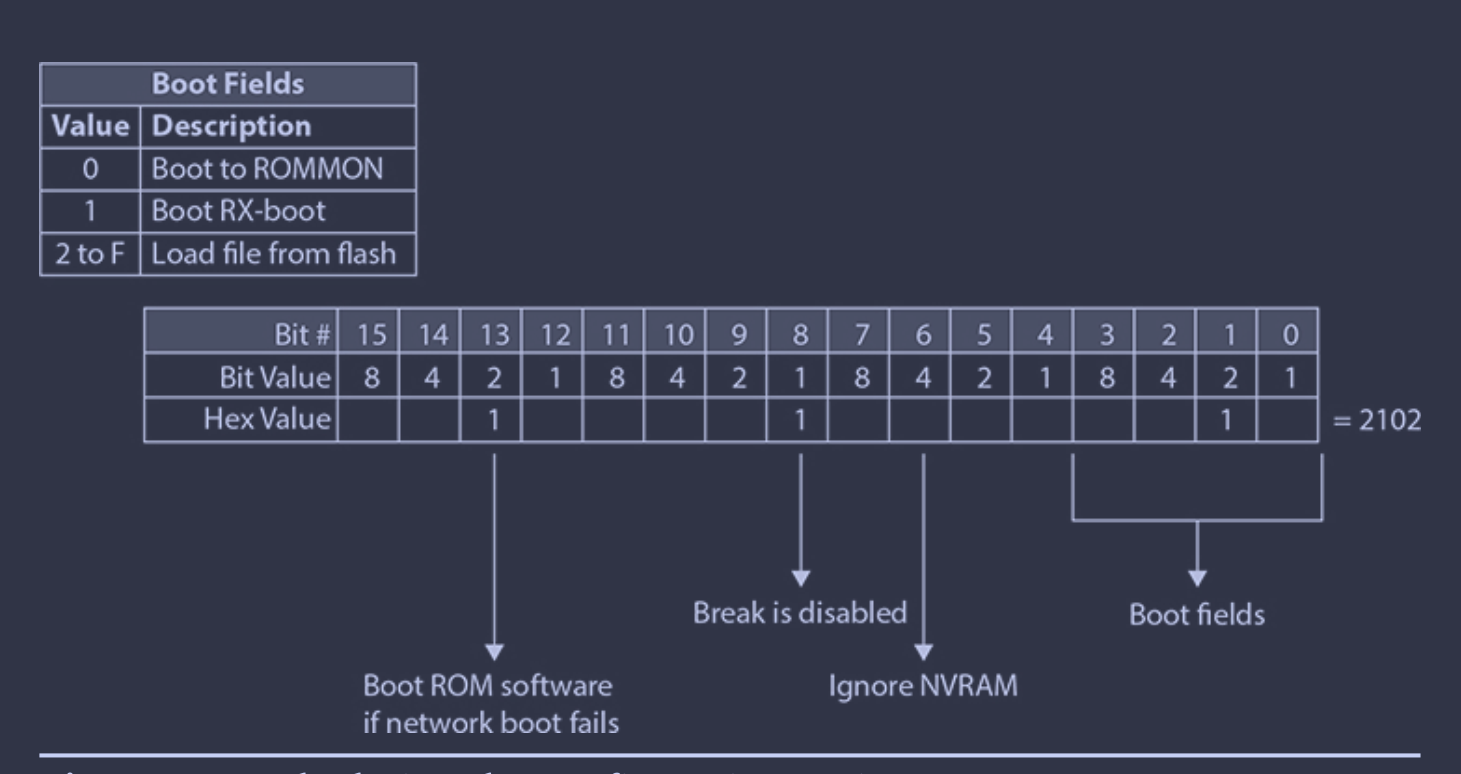 Boot Fields
Value Description
0 Boot to ROMMON
1 Boot RX-boot
2 to F Load file from flash
Bit # 15 14 13 12 11 10 9 8 7 6 5 4 3 2 1 0
Bit Value 8 4 2 1 8 4 2 1 8 4 2 1 8 4 2 1
Hex Value 1 1 1 = 2102
Break is disabled
Boot fields
Boot ROM software
if network boot fails
Ignore NVRAM